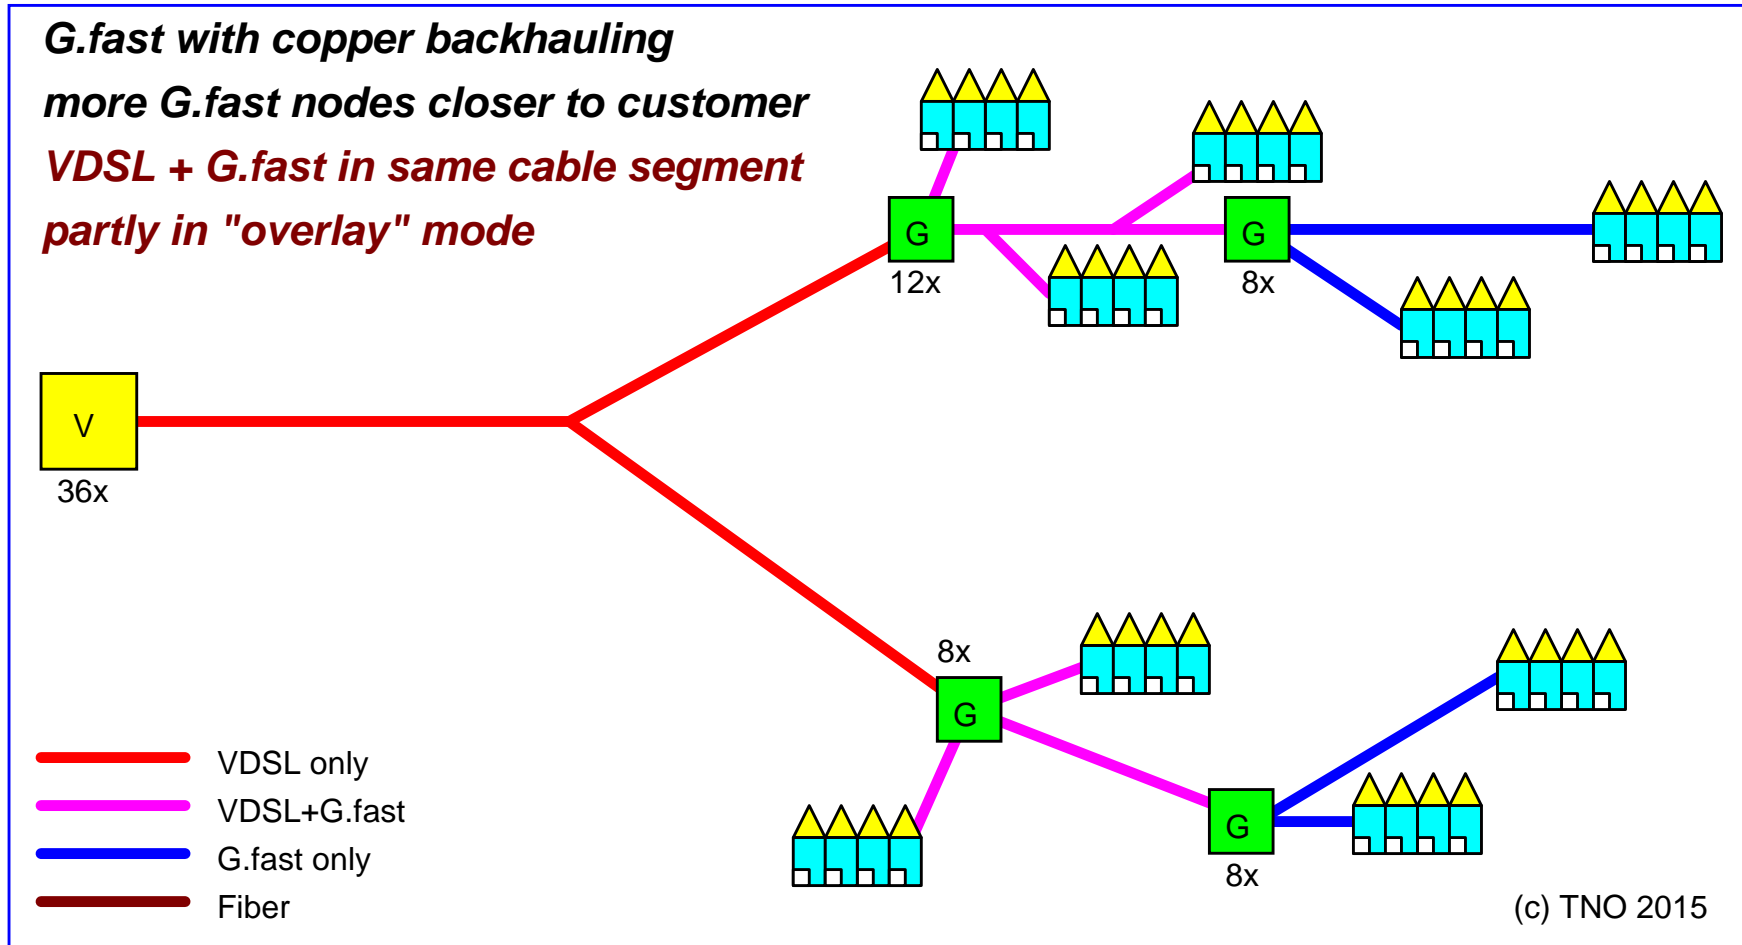 G.fast with copper backhauling
more G.fast nodes closer to customer
VDSL + G.fast in same cable segment
partly in "overlay" mode
G
G
12x
8x
V
36x
8x
G
G
8x
VDSL only
VDSL+G.fast
G.fast only
Fiber
(c) TNO 2015